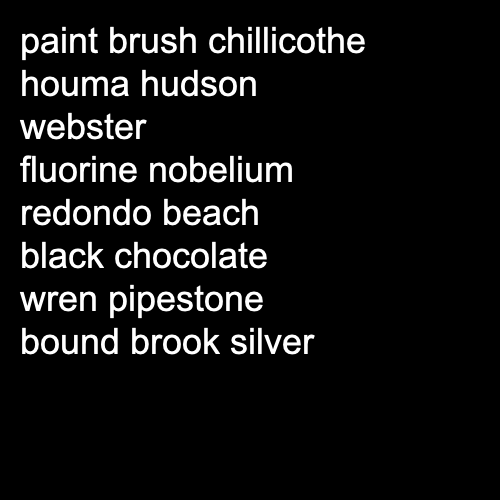 paint brush chillicothe
houma hudson
webster
fluorine nobelium
redondo beach
black chocolate
wren pipestone
bound brook silver